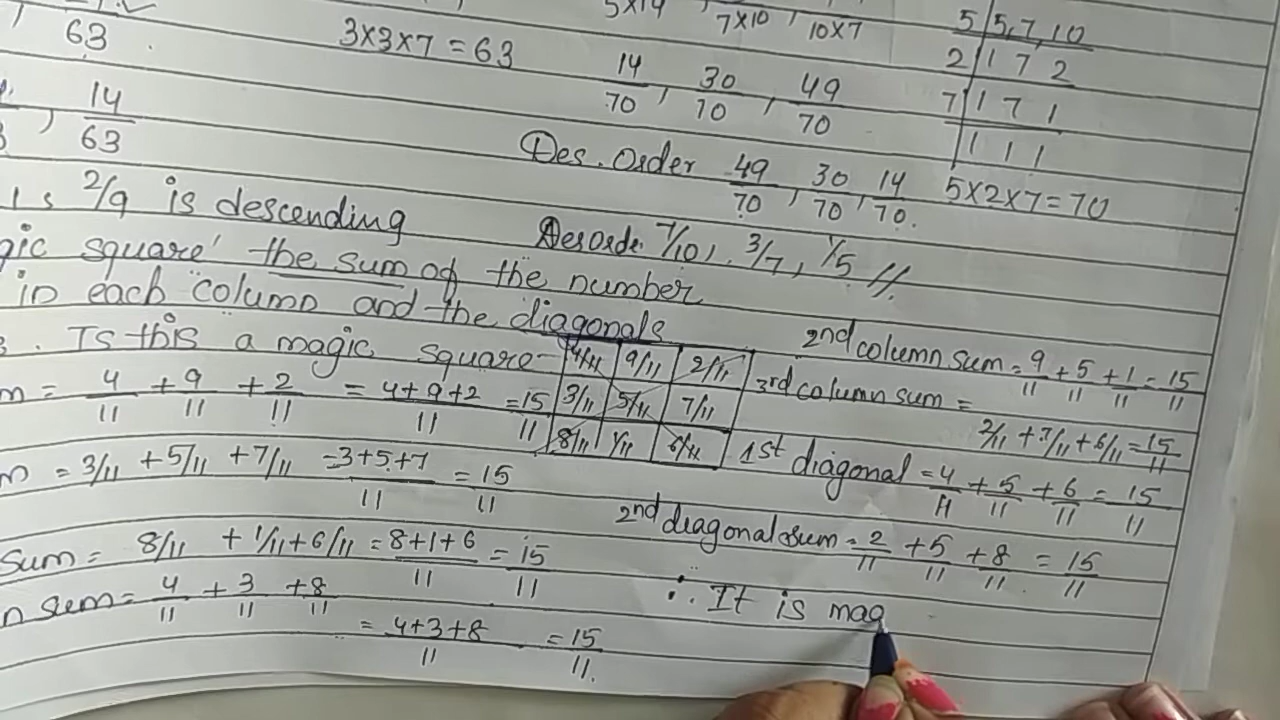 63
3×3×7 = 63
5×14 , 7×10 , 10×7
14/70 , 30/70 , 49/70
5 | 5, 7, 10
2 | 1 7 2
7 | 1 7 1
1 1 1
5×2×7=70
, 14/63
Des. Order 49/70 , 30/70 , 14/70.
Is 2/9 is descending
Des Orde. 7/10 , 3/7 , 1/5 //.
gic square' the sum of the number
in each column and the diagonals
. Is this a magic square-
4/11 9/11 2/11
3/11 5/11 7/11
8/11 1/11 6/11
m = 4/11 + 9/11 + 2/11 = 4+9+2/11 = 15/11
m = 3/11 + 5/11 + 7/11 = 3+5+7/11 = 15/11
Sum= 8/11 + 1/11 + 6/11 = 8+1+6/11 = 15/11
n sum= 4/11 + 3/11 + 8/11
= 4+3+8/11 = 15/11.
2nd column sum= 9/11 + 5/11 + 1/11 = 15/11
3rd column sum =
2/11 + 7/11 + 6/11 = 15/11
1st diagonal = 4/11 + 5/11 + 6/11 = 15/11
2nd diagonal sum= 2/11 + 5/11 + 8/11 = 15/11
∴ It is mag